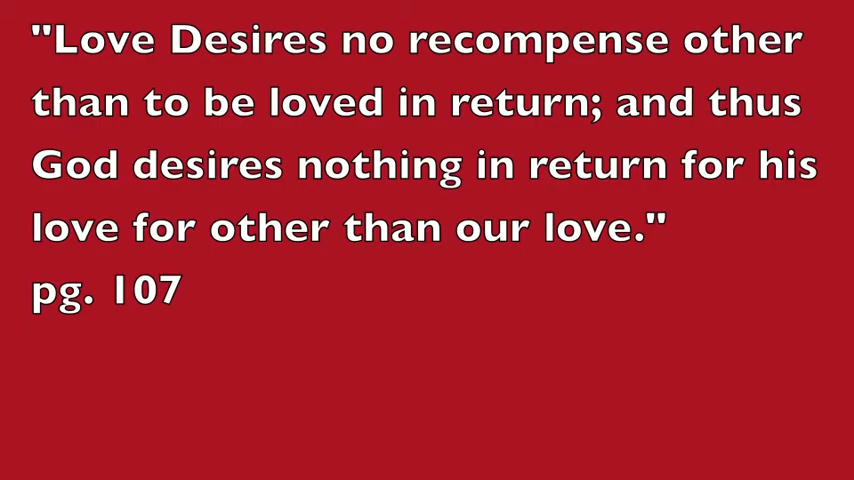 "Love Desires no recompense other
than to be loved in return; and thus
God desires nothing in return for his
love for other than our love."
pg. 107